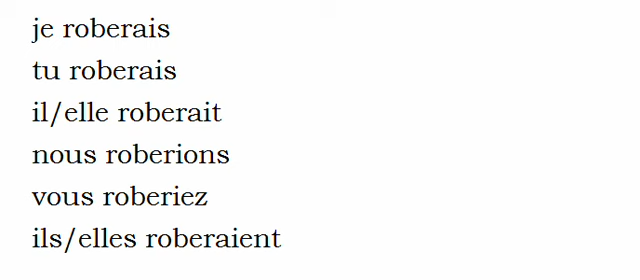 je roberais
tu roberais
il/elle roberait
nous roberions
vous roberiez
ils/elles roberaient